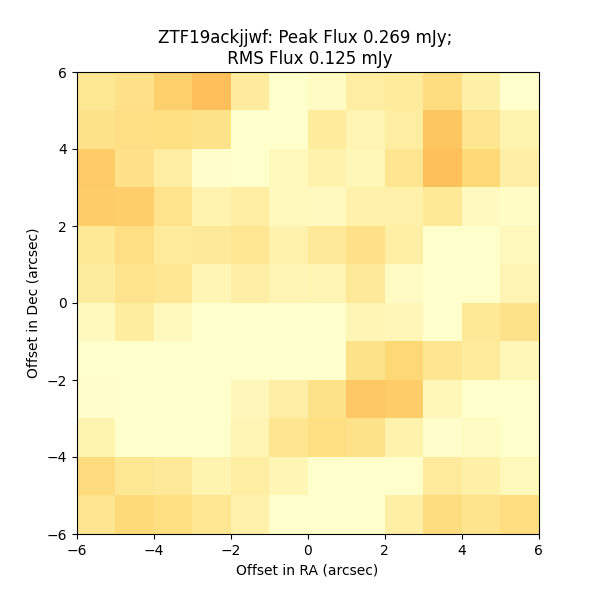 ZTF19ackjjwf: Peak Flux 0.269 mJy;
RMS Flux 0.125 mJy
6
4
2
0
−2
−4
−6
Offset in Dec (arcsec)
−6 −4 −2 0 2 4 6
Offset in RA (arcsec)